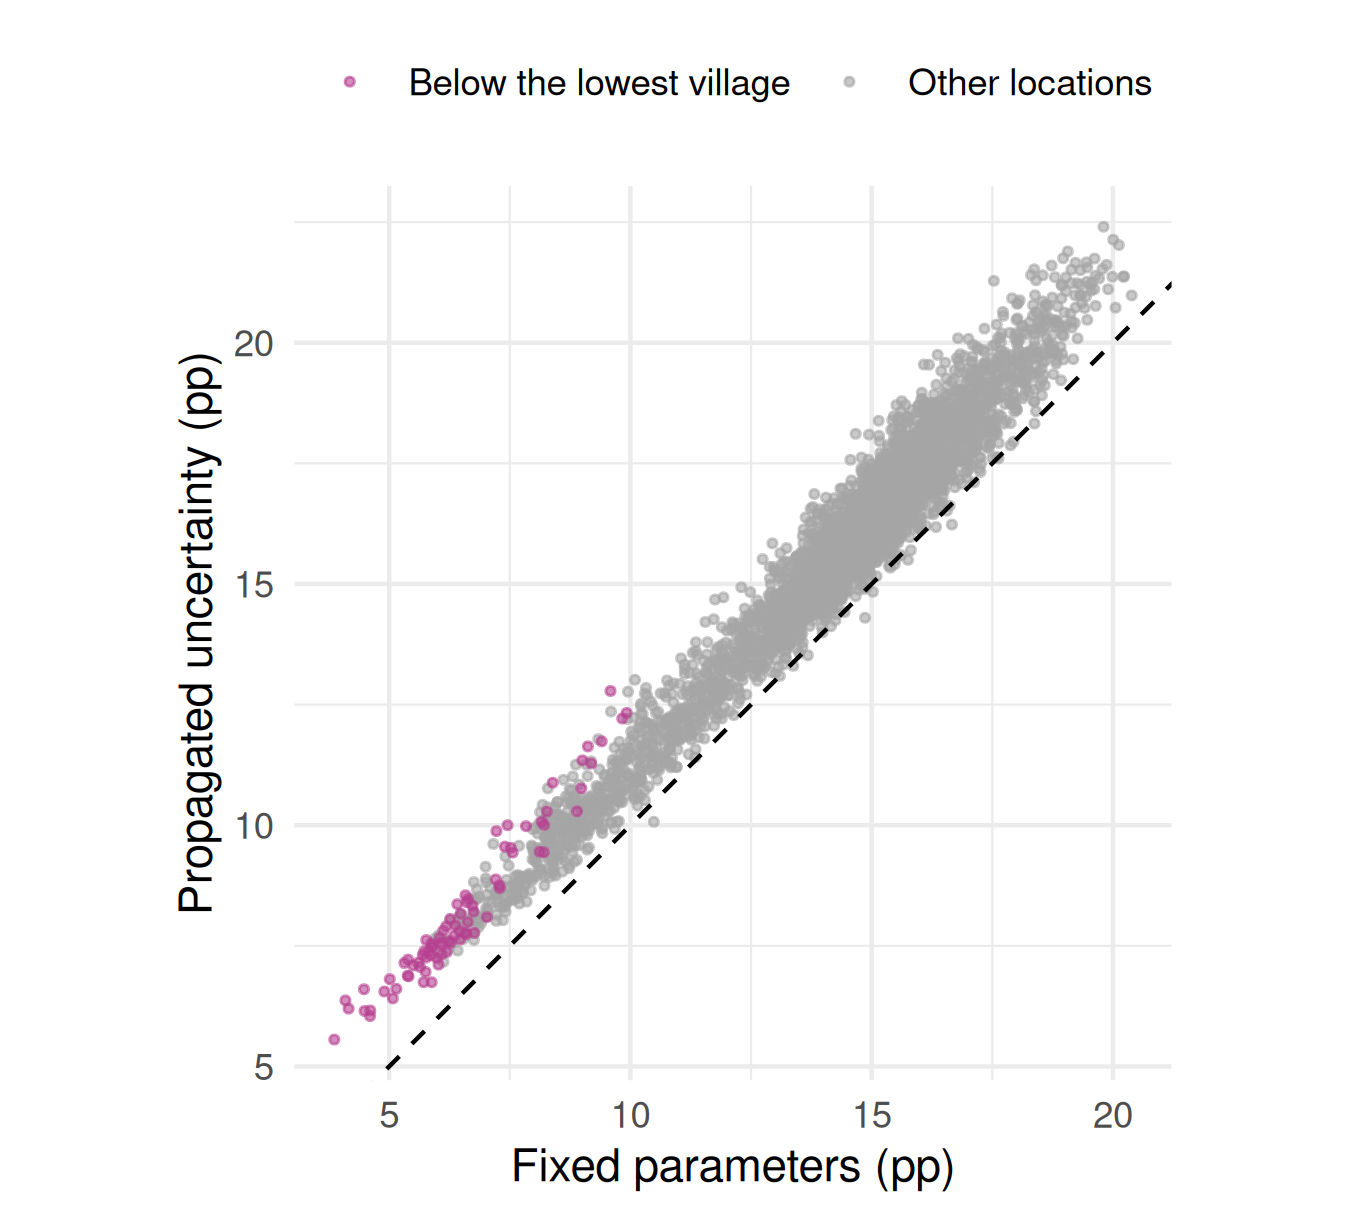 Below the lowest village
Other locations
Propagated uncertainty (pp)
20
15
10
5
5
10
15
20
Fixed parameters (pp)